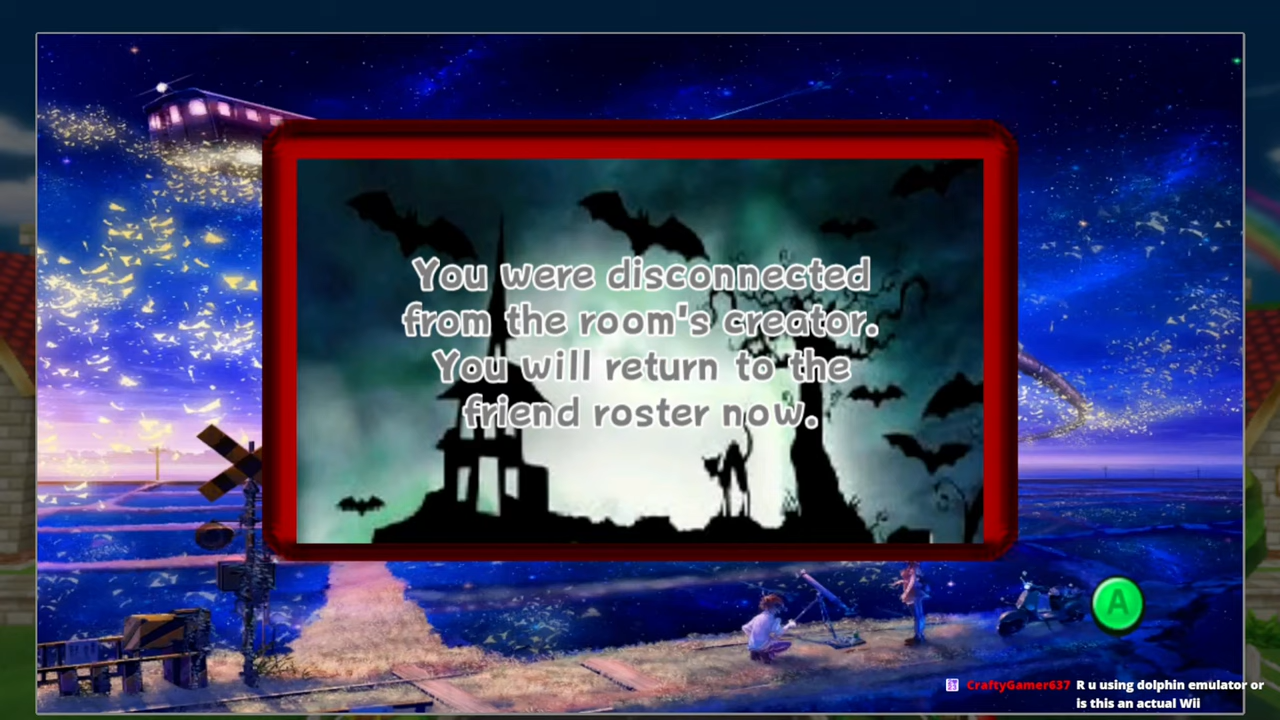 You were disconnected
from the room's creator.
You will return to the
friend roster now.
A
CraftyGamer637 R u using dolphin emulator or
is this an actual Wii